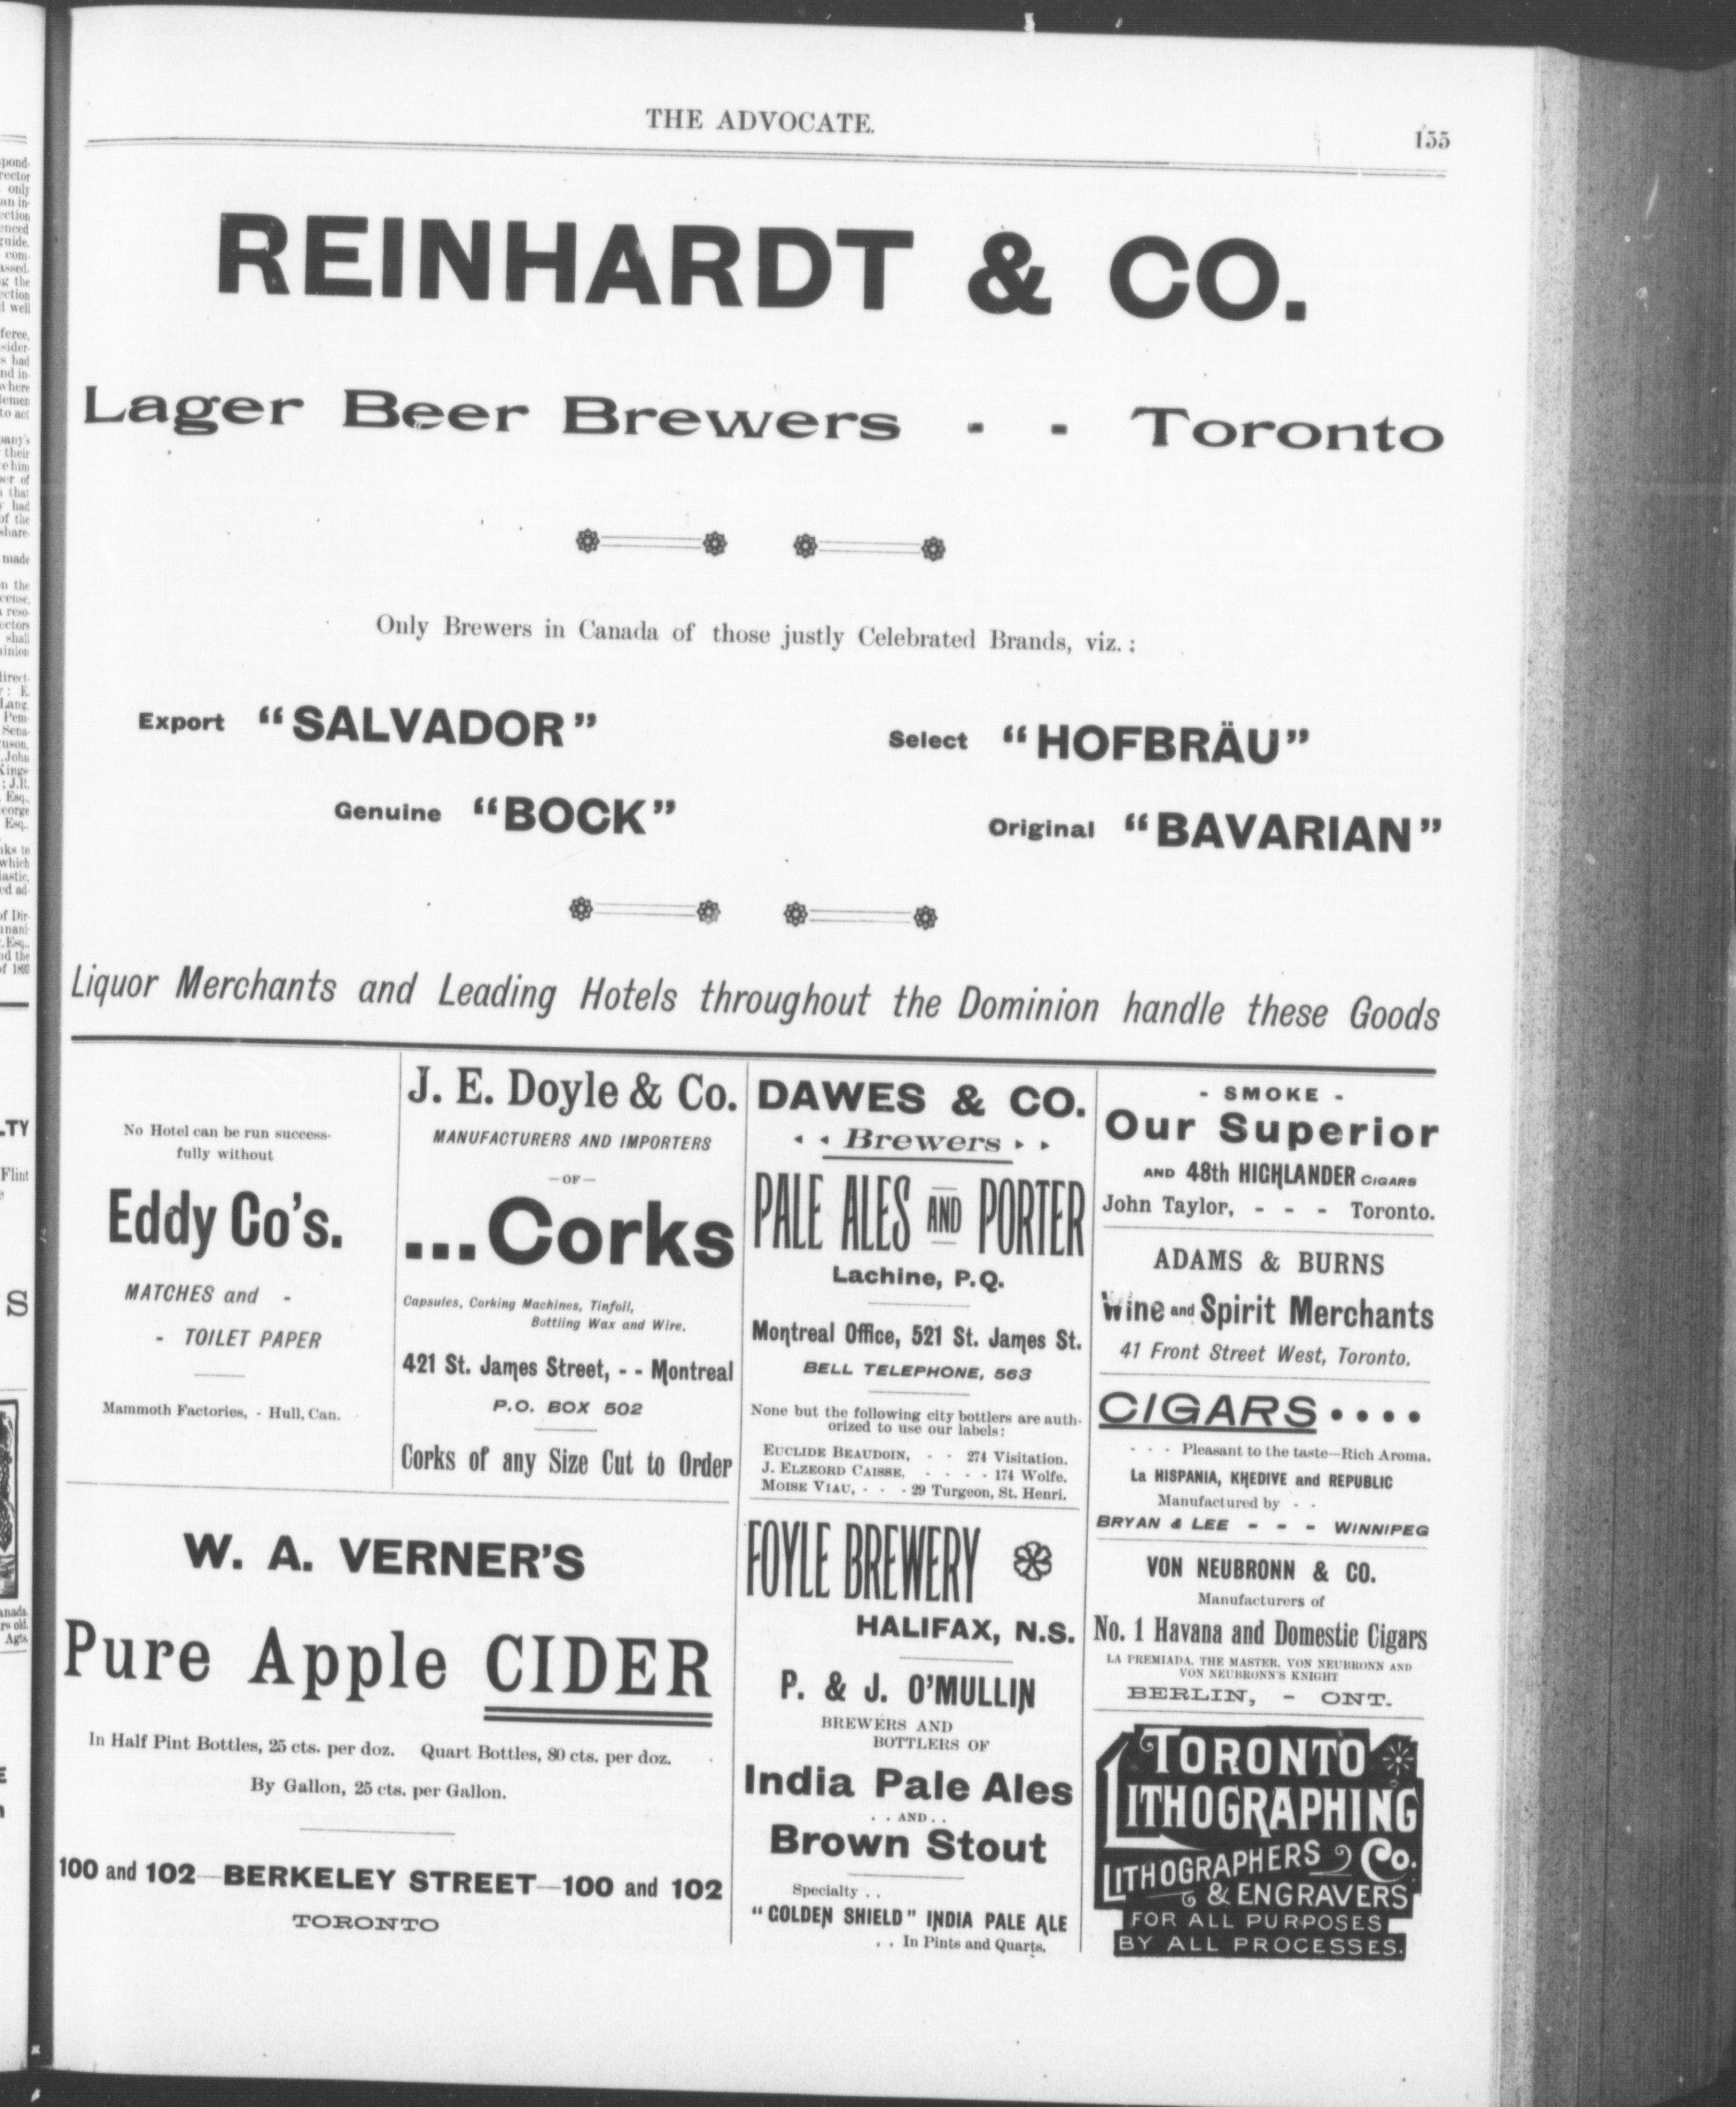 THE ADVOCATE.
155
REINHARDT & CO.
Lager Beer Brewers - - Toronto
Only Brewers in Canada of those justly Celebrated Brands, viz. :
Export "SALVADOR"
Select "HOFBRÄU"
Genuine "BOCK"
Original "BAVARIAN"
Liquor Merchants and Leading Hotels throughout the Dominion handle these Goods
No Hotel can be run success-
fully without
Eddy Co's.
MATCHES and -
- TOILET PAPER
Mammoth Factories, - Hull, Can.
J. E. Doyle & Co.
MANUFACTURERS AND IMPORTERS
—OF—
...Corks
Capsules, Corking Machines, Tinfoil,
Bottling Wax and Wire.
421 St. James Street, - - Montreal
P.O. BOX 502
Corks of any Size Cut to Order
W. A. VERNER'S
Pure Apple CIDER
In Half Pint Bottles, 25 cts. per doz. Quart Bottles, 80 cts. per doz.
By Gallon, 25 cts. per Gallon.
100 and 102—BERKELEY STREET—100 and 102
TORONTO
DAWES & CO.
Brewers
PALE ALES AND PORTER
Lachine, P.Q.
Montreal Office, 521 St. James St.
BELL TELEPHONE, 563
None but the following city bottlers are auth-
orized to use our labels:
EUCLIDE BEAUDOIN, - - 274 Visitation.
J. ELZEORD CAISSE, - - - - 174 Wolfe.
MOISE VIAU, - - - 29 Turgeon, St. Henri.
FOYLE BREWERY
HALIFAX, N.S.
P. & J. O'MULLIN
BREWERS AND
BOTTLERS OF
India Pale Ales
. . AND . .
Brown Stout
Specialty . .
"GOLDEN SHIELD" INDIA PALE ALE
. . In Pints and Quarts.
- SMOKE -
Our Superior
AND 48th HIGHLANDER CIGARS
John Taylor, - - - Toronto.
ADAMS & BURNS
Wine and Spirit Merchants
41 Front Street West, Toronto.
CIGARS....
- - - Pleasant to the taste—Rich Aroma.
La HISPANIA, KHEDIVE and REPUBLIC
Manufactured by - -
BRYAN & LEE - - - WINNIPEG
VON NEUBRONN & CO.
Manufacturers of
No. 1 Havana and Domestic Cigars
LA PREMIADA, THE MASTER, VON NEUBRONN AND
VON NEUBRONN'S KNIGHT
BERLIN, - ONT.
TORONTO
LITHOGRAPHING
Co.
LITHOGRAPHERS
& ENGRAVERS
FOR ALL PURPOSES
BY ALL PROCESSES.